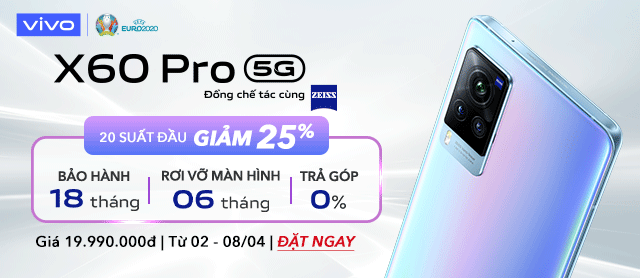 vivo | UEFA EURO2020
X60 Pro 5G
Đồng chế tác cùng ZEISS
20 SUẤT ĐẦU GIẢM 25%
BẢO HÀNH
18 tháng
RƠI VỠ MÀN HÌNH
06 tháng
TRẢ GÓP
0%
Giá 19.990.000đ | Từ 02 - 08/04 | ĐẶT NGAY